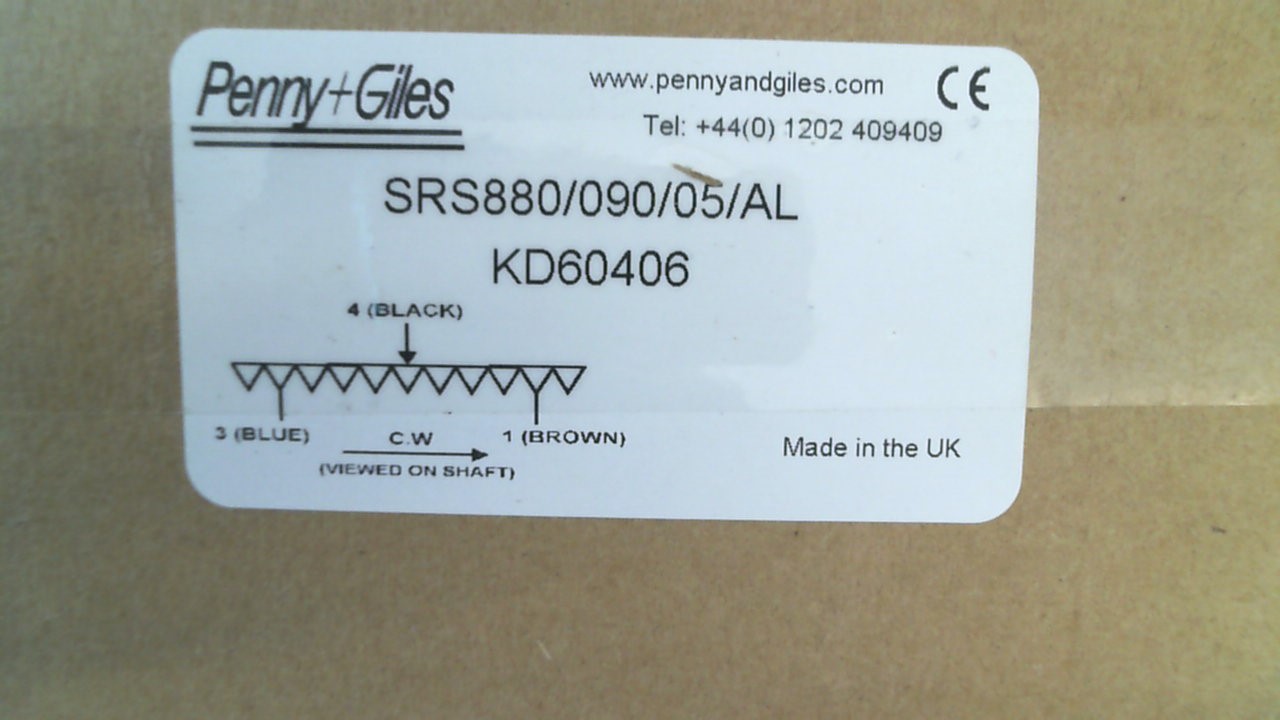 Penny+Giles
www.pennyandgiles.com
CE
Tel: +44(0) 1202 409409
SRS880/090/05/AL
KD60406
4 (BLACK)
3 (BLUE)
C.W
1 (BROWN)
(VIEWED ON SHAFT)
Made in the UK